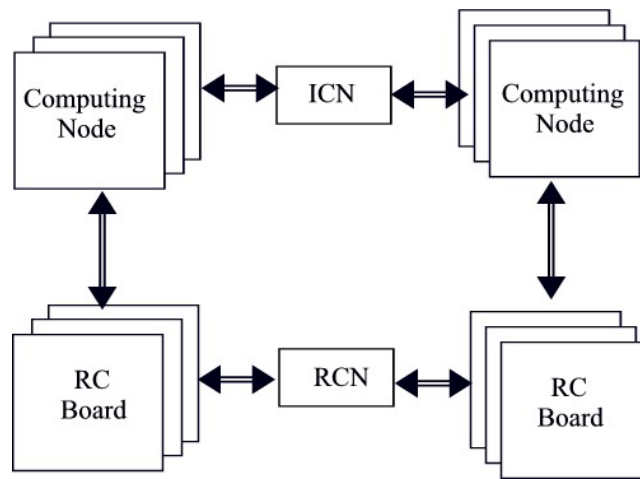 Computing
Node
ICN
Computing
Node
RC
Board
RCN
RC
Board